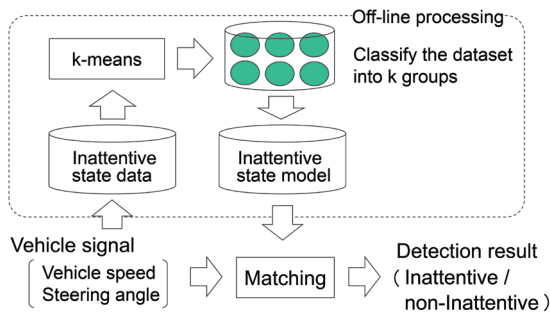 Off-line processing
k-means
Classify the dataset
into k groups
Inattentive
state data
Inattentive
state model
Vehicle signal
Vehicle speed
Steering angle
Matching
Detection result
( Inattentive /
non-Inattentive )